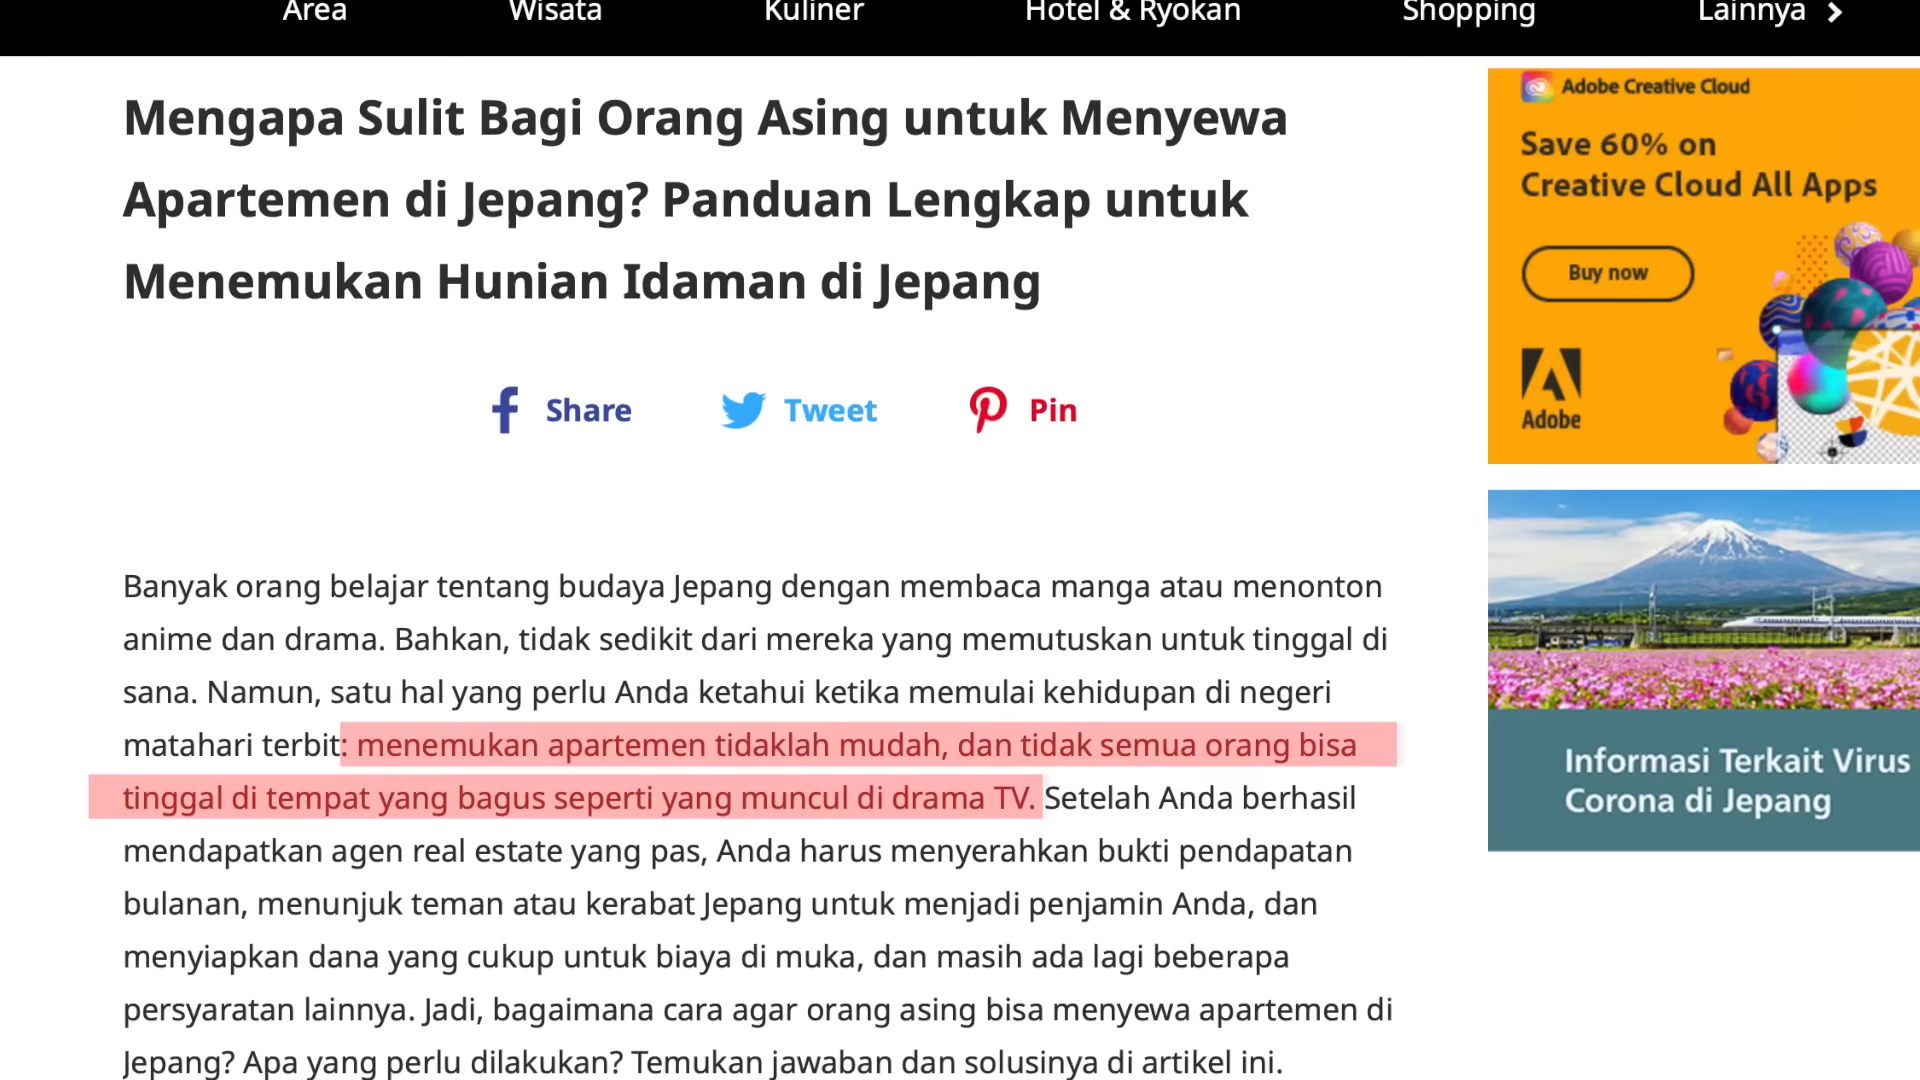 Area Wisata Kuliner Hotel & Ryokan Shopping Lainnya
Mengapa Sulit Bagi Orang Asing untuk Menyewa
Apartemen di Jepang? Panduan Lengkap untuk
Menemukan Hunian Idaman di Jepang
Share Tweet Pin
Banyak orang belajar tentang budaya Jepang dengan membaca manga atau menonton
anime dan drama. Bahkan, tidak sedikit dari mereka yang memutuskan untuk tinggal di
sana. Namun, satu hal yang perlu Anda ketahui ketika memulai kehidupan di negeri
matahari terbit: menemukan apartemen tidaklah mudah, dan tidak semua orang bisa
tinggal di tempat yang bagus seperti yang muncul di drama TV. Setelah Anda berhasil
mendapatkan agen real estate yang pas, Anda harus menyerahkan bukti pendapatan
bulanan, menunjuk teman atau kerabat Jepang untuk menjadi penjamin Anda, dan
menyiapkan dana yang cukup untuk biaya di muka, dan masih ada lagi beberapa
persyaratan lainnya. Jadi, bagaimana cara agar orang asing bisa menyewa apartemen di
Jepang? Apa yang perlu dilakukan? Temukan jawaban dan solusinya di artikel ini.
Adobe Creative Cloud
Save 60% on
Creative Cloud All Apps
Buy now
Adobe
Informasi Terkait Virus
Corona di Jepang